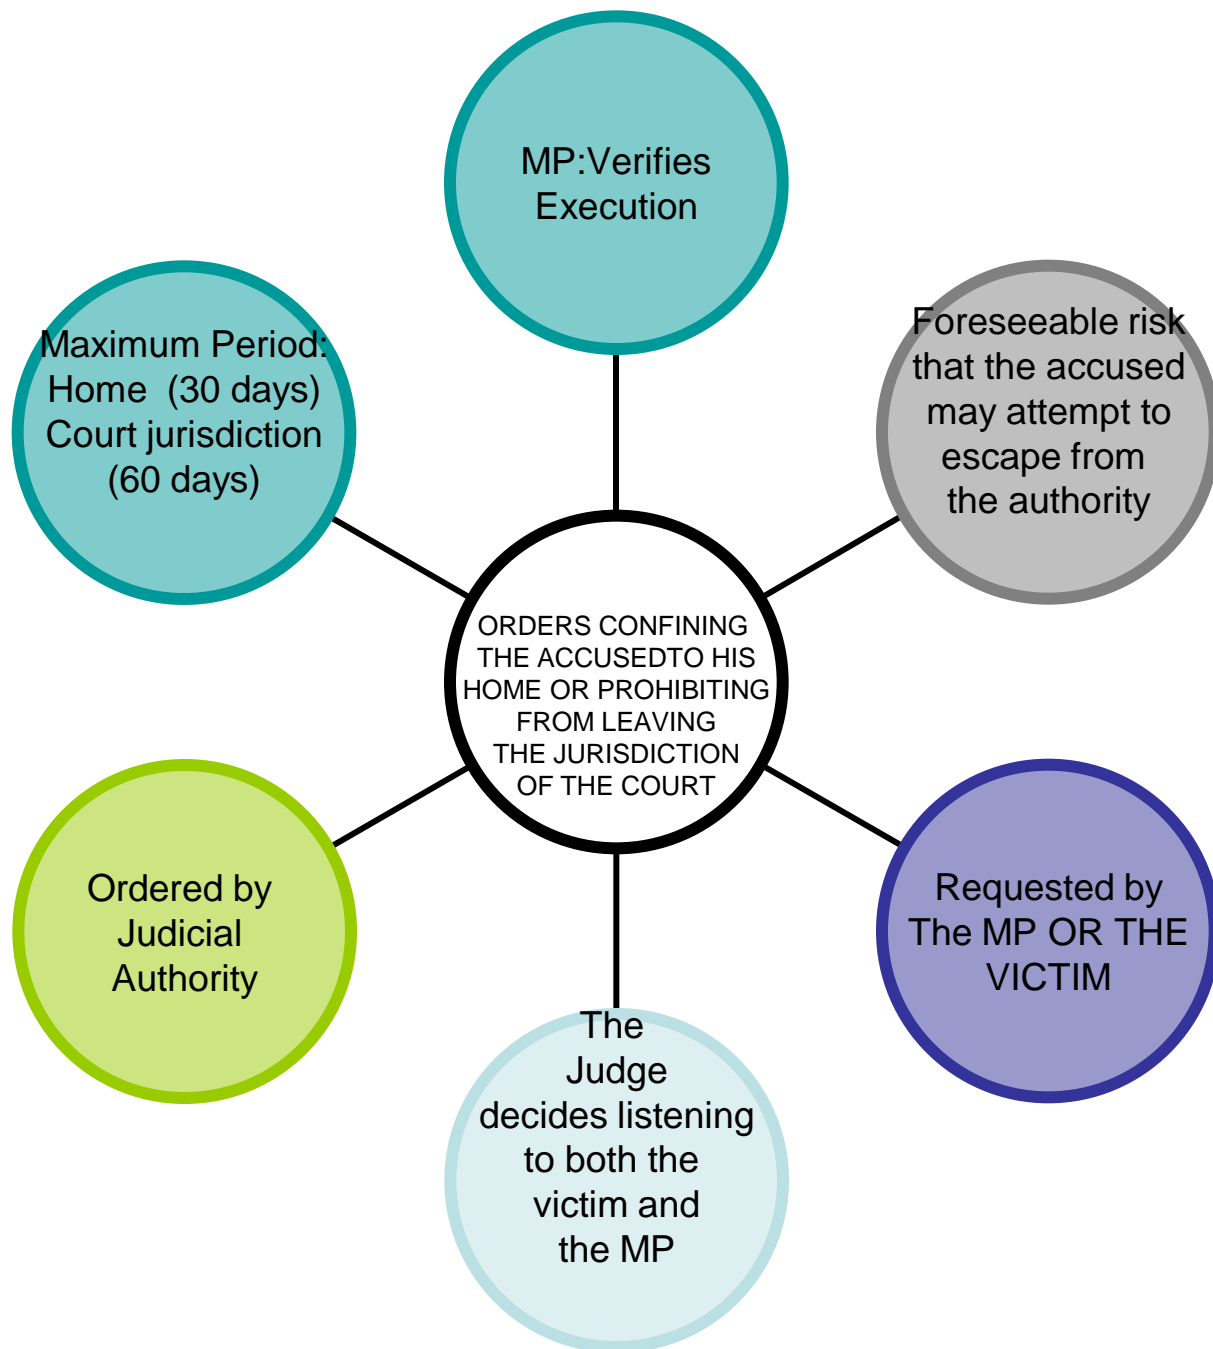 MP:Verifies
Execution
Maximum Period:
Home  (30 days)
Court jurisdiction
(60 days)
Foreseeable risk
that the accused
may attempt to
escape from
the authority
ORDERS CONFINING
THE ACCUSEDTO HIS
HOME OR PROHIBITING
FROM LEAVING
THE JURISDICTION
OF THE COURT
Ordered by
Judicial
Authority
Requested by
The MP OR THE
VICTIM
The
Judge
decides listening
to both the
victim and
the MP